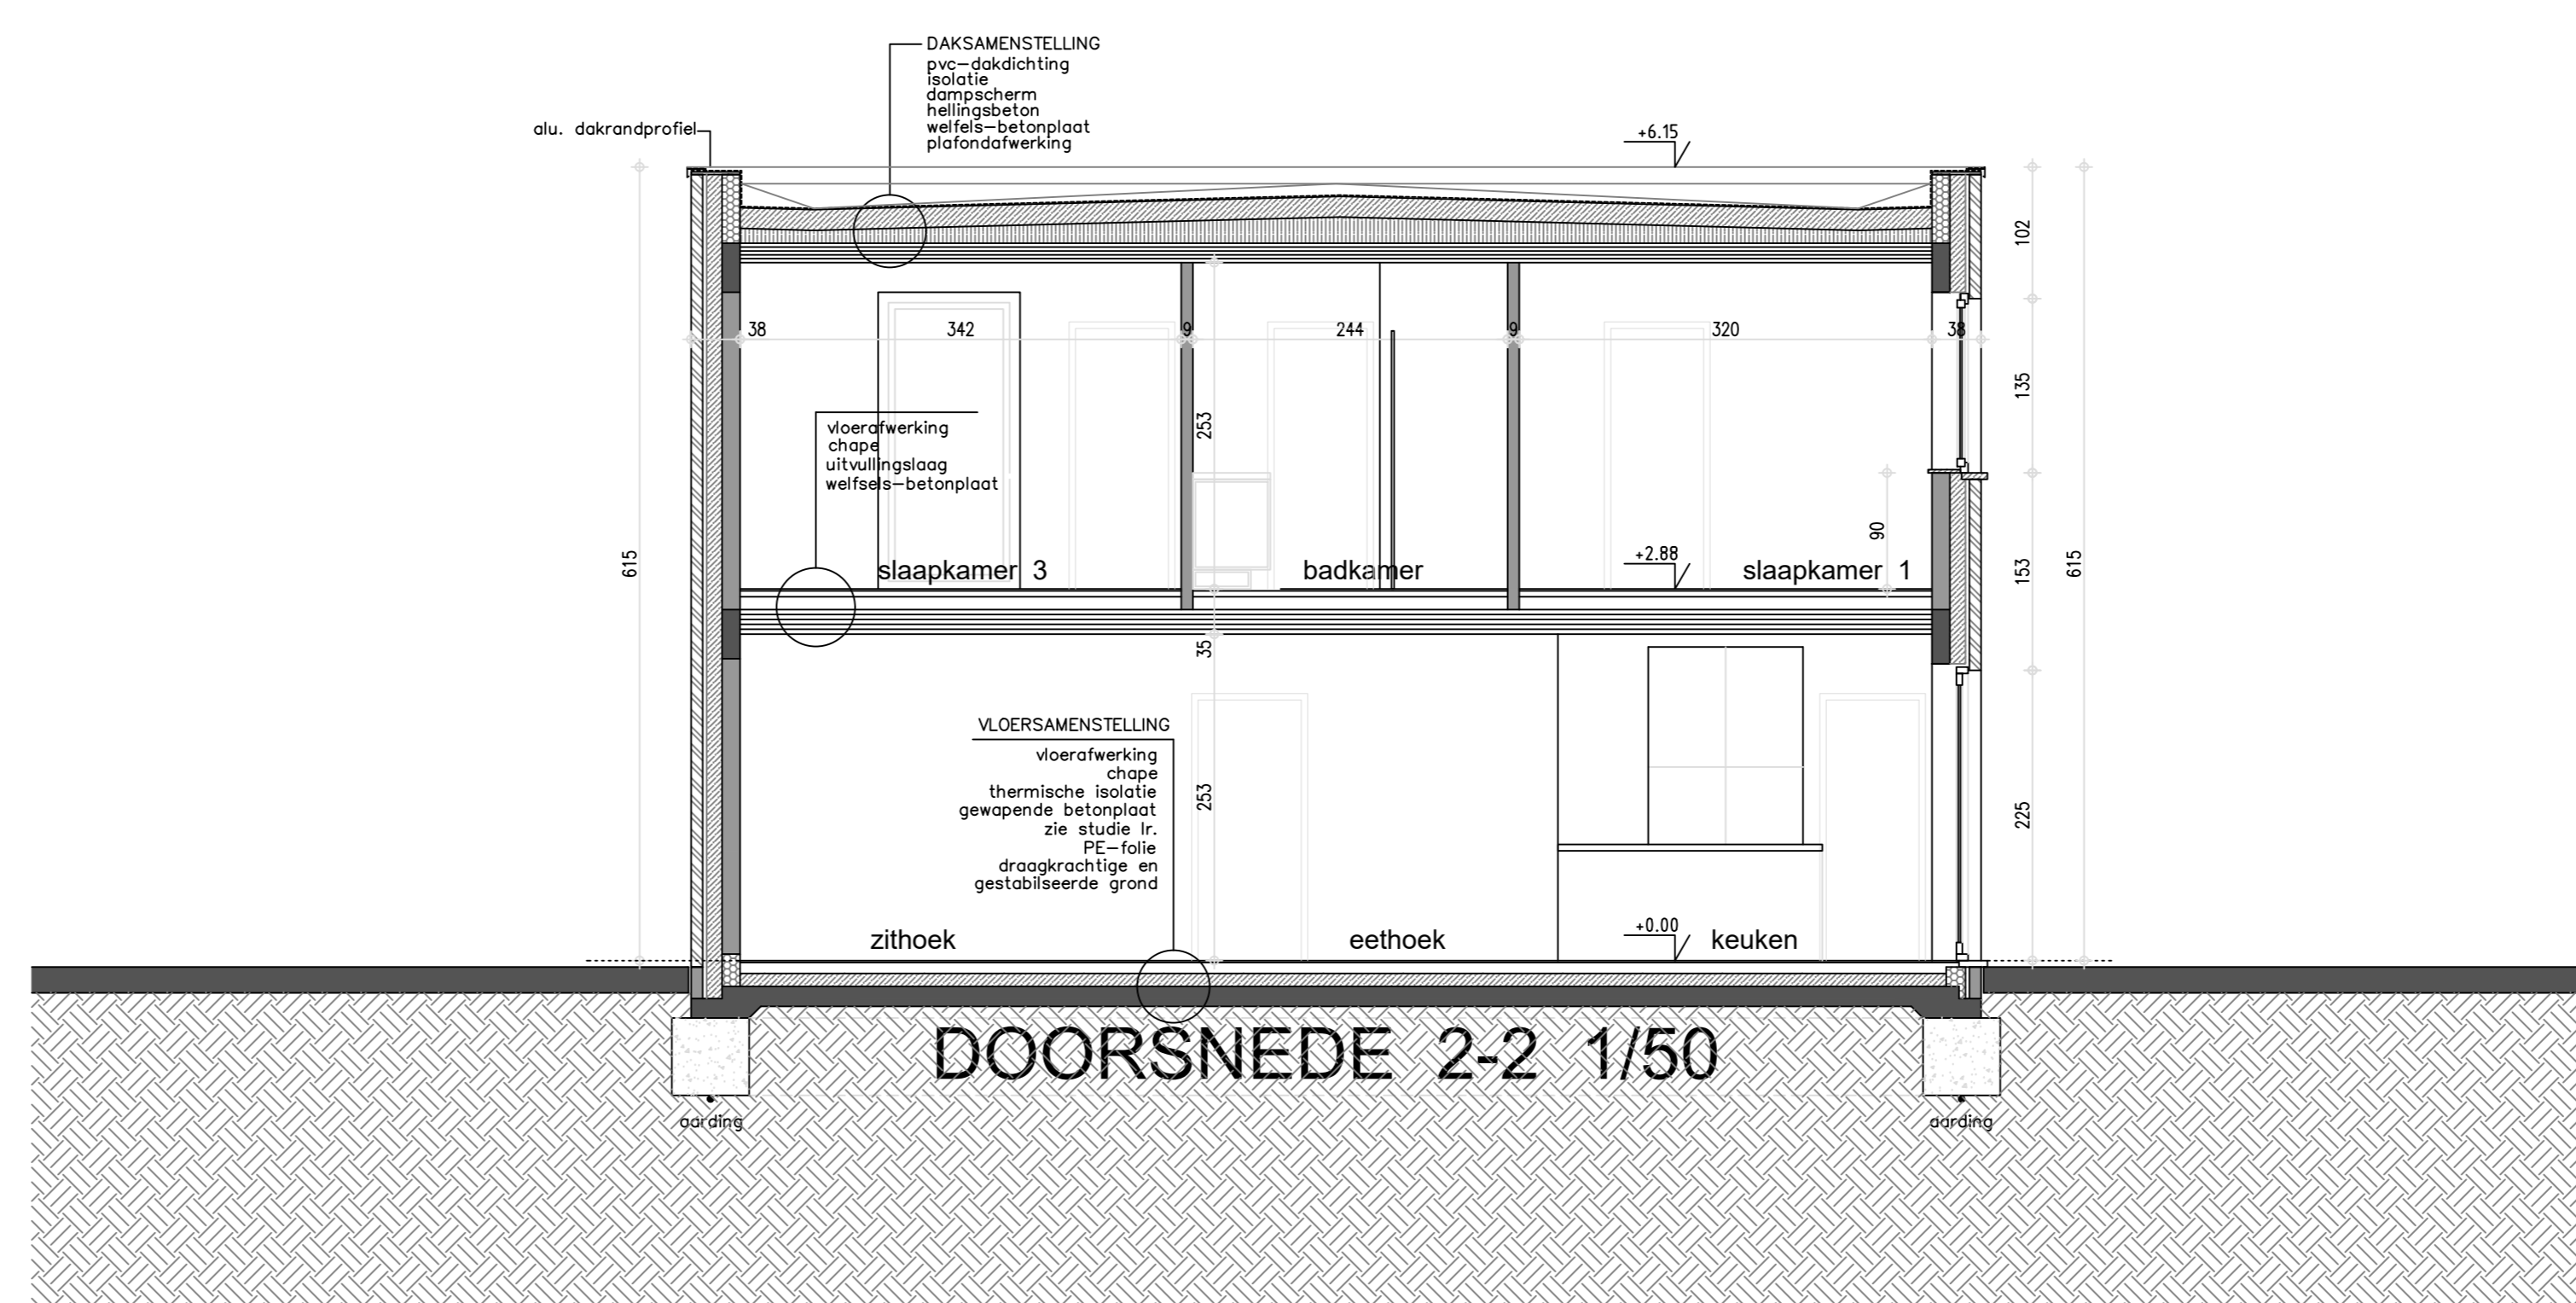 DAKSAMENSTELLING
pvc-dakdichting
isolatie
dampscherm
hellingsbeton
welfels-betonplaat
plafondafwerking
alu. dakrandprofiel
+6.15
102
38
342
9
244
9
320
38
135
253
vloerafwerking
chape
uitvullingslaag
welfsels-betonplaat
90
+2.88
615
153
615
slaapkamer 3
badkamer
slaapkamer 1
35
VLOERSAMENSTELLING
vloerafwerking
chape
thermische isolatie
gewapende betonplaat
zie studie Ir.
PE-folie
draagkrachtige en
gestabilseerde grond
253
225
+0.00
zithoek
eethoek
keuken
DOORSNEDE 2-2 1/50
aarding
aarding